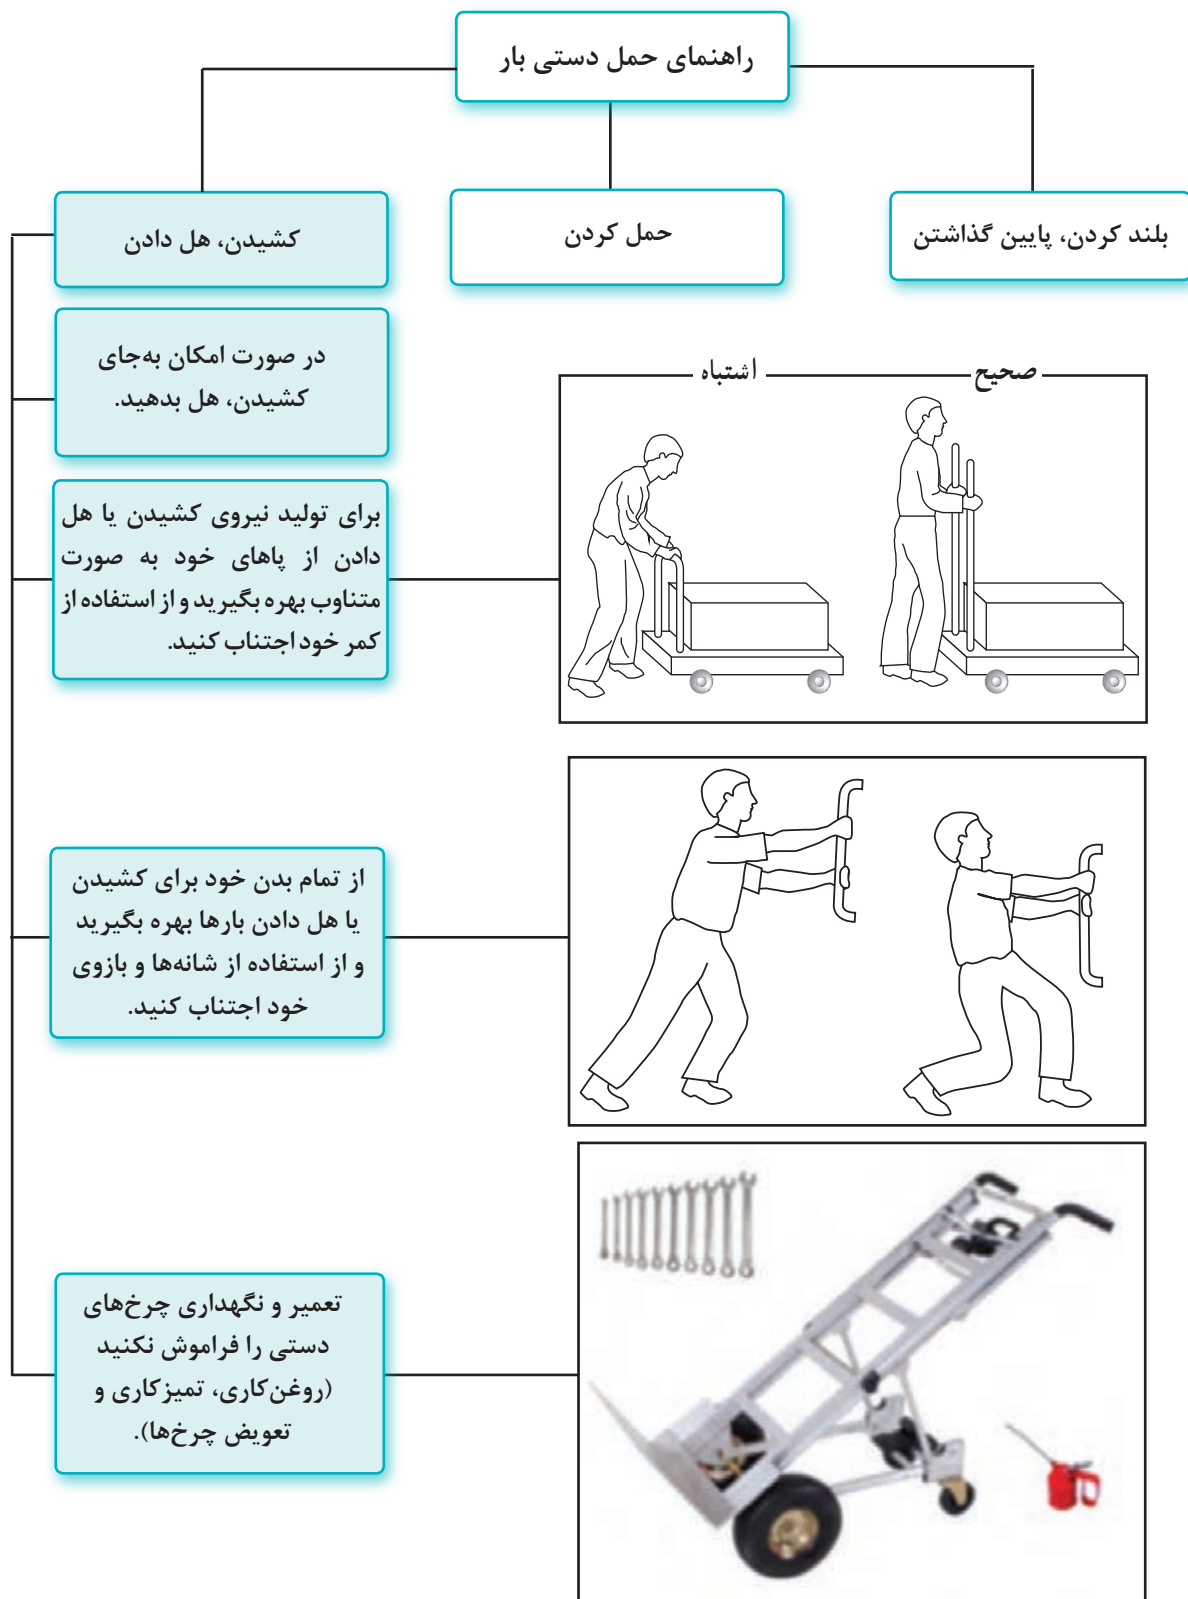 راهنمای حمل دستی بار
بلند کردن، پایین گذاشتن
حمل کردن
کشیدن، هل دادن
در صورت امکان به‌جای
کشیدن، هل بدهید.
صحیح
اشتباه
برای تولید نیروی کشیدن یا هل
دادن از پاهای خود به صورت
متناوب بهره بگیرید و از استفاده از
کمر خود اجتناب کنید.
از تمام بدن خود برای کشیدن
یا هل دادن بارها بهره بگیرید
و از استفاده از شانه‌ها و بازوی
خود اجتناب کنید.
تعمیر و نگهداری چرخ‌های
دستی را فراموش نکنید
(روغن‌کاری، تمیزکاری و
تعویض چرخ‌ها).